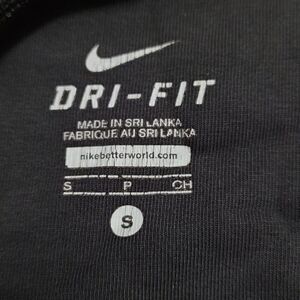 DRI-FIT
MADE IN SRI LANKA
FABRIQUE AU SRI LANKA
nikebetterworld.com
S P CH
S